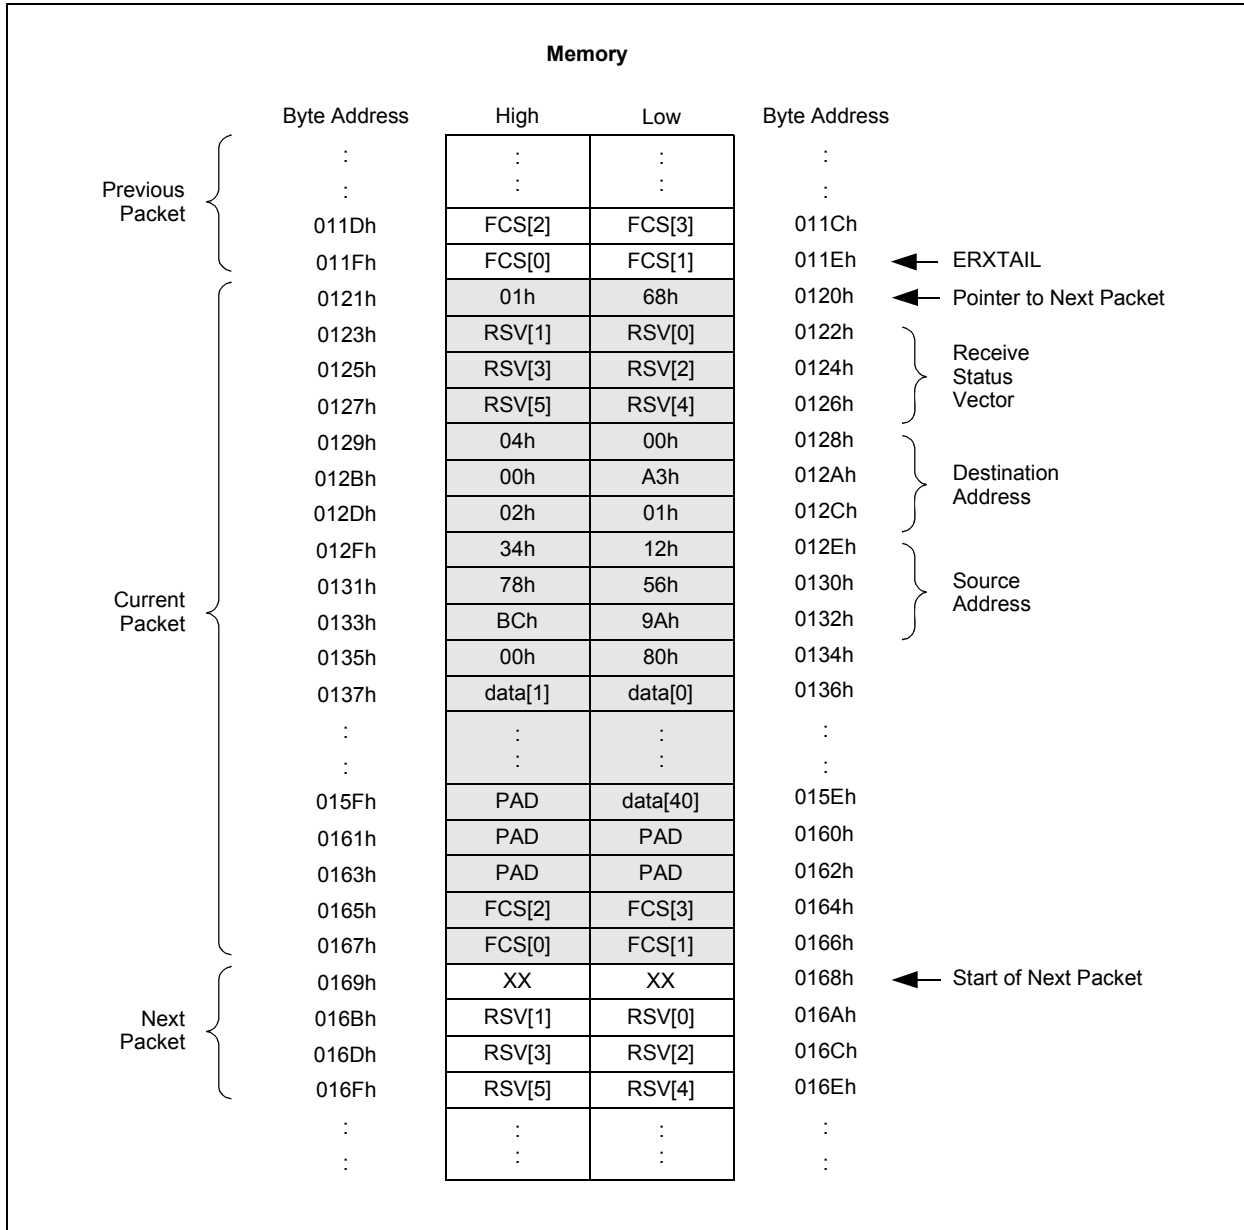 Memory
Byte Address High Low Byte Address
: : : :
: : : :
Previous
Packet
011Dh FCS[2] FCS[3] 011Ch
011Fh FCS[0] FCS[1] 011Eh ERXTAIL
0121h 01h 68h 0120h Pointer to Next Packet
0123h RSV[1] RSV[0] 0122h
0125h RSV[3] RSV[2] 0124h
0127h RSV[5] RSV[4] 0126h
Receive
Status
Vector
0129h 04h 00h 0128h
012Bh 00h A3h 012Ah
012Dh 02h 01h 012Ch
Destination
Address
012Fh 34h 12h 012Eh
0131h 78h 56h 0130h
0133h BCh 9Ah 0132h
Source
Address
Current
Packet
0135h 00h 80h 0134h
0137h data[1] data[0] 0136h
: : : :
: : : :
015Fh PAD data[40] 015Eh
0161h PAD PAD 0160h
0163h PAD PAD 0162h
0165h FCS[2] FCS[3] 0164h
0167h FCS[0] FCS[1] 0166h
0169h XX XX 0168h Start of Next Packet
016Bh RSV[1] RSV[0] 016Ah
Next
Packet
016Dh RSV[3] RSV[2] 016Ch
016Fh RSV[5] RSV[4] 016Eh
: : : :
: : : :